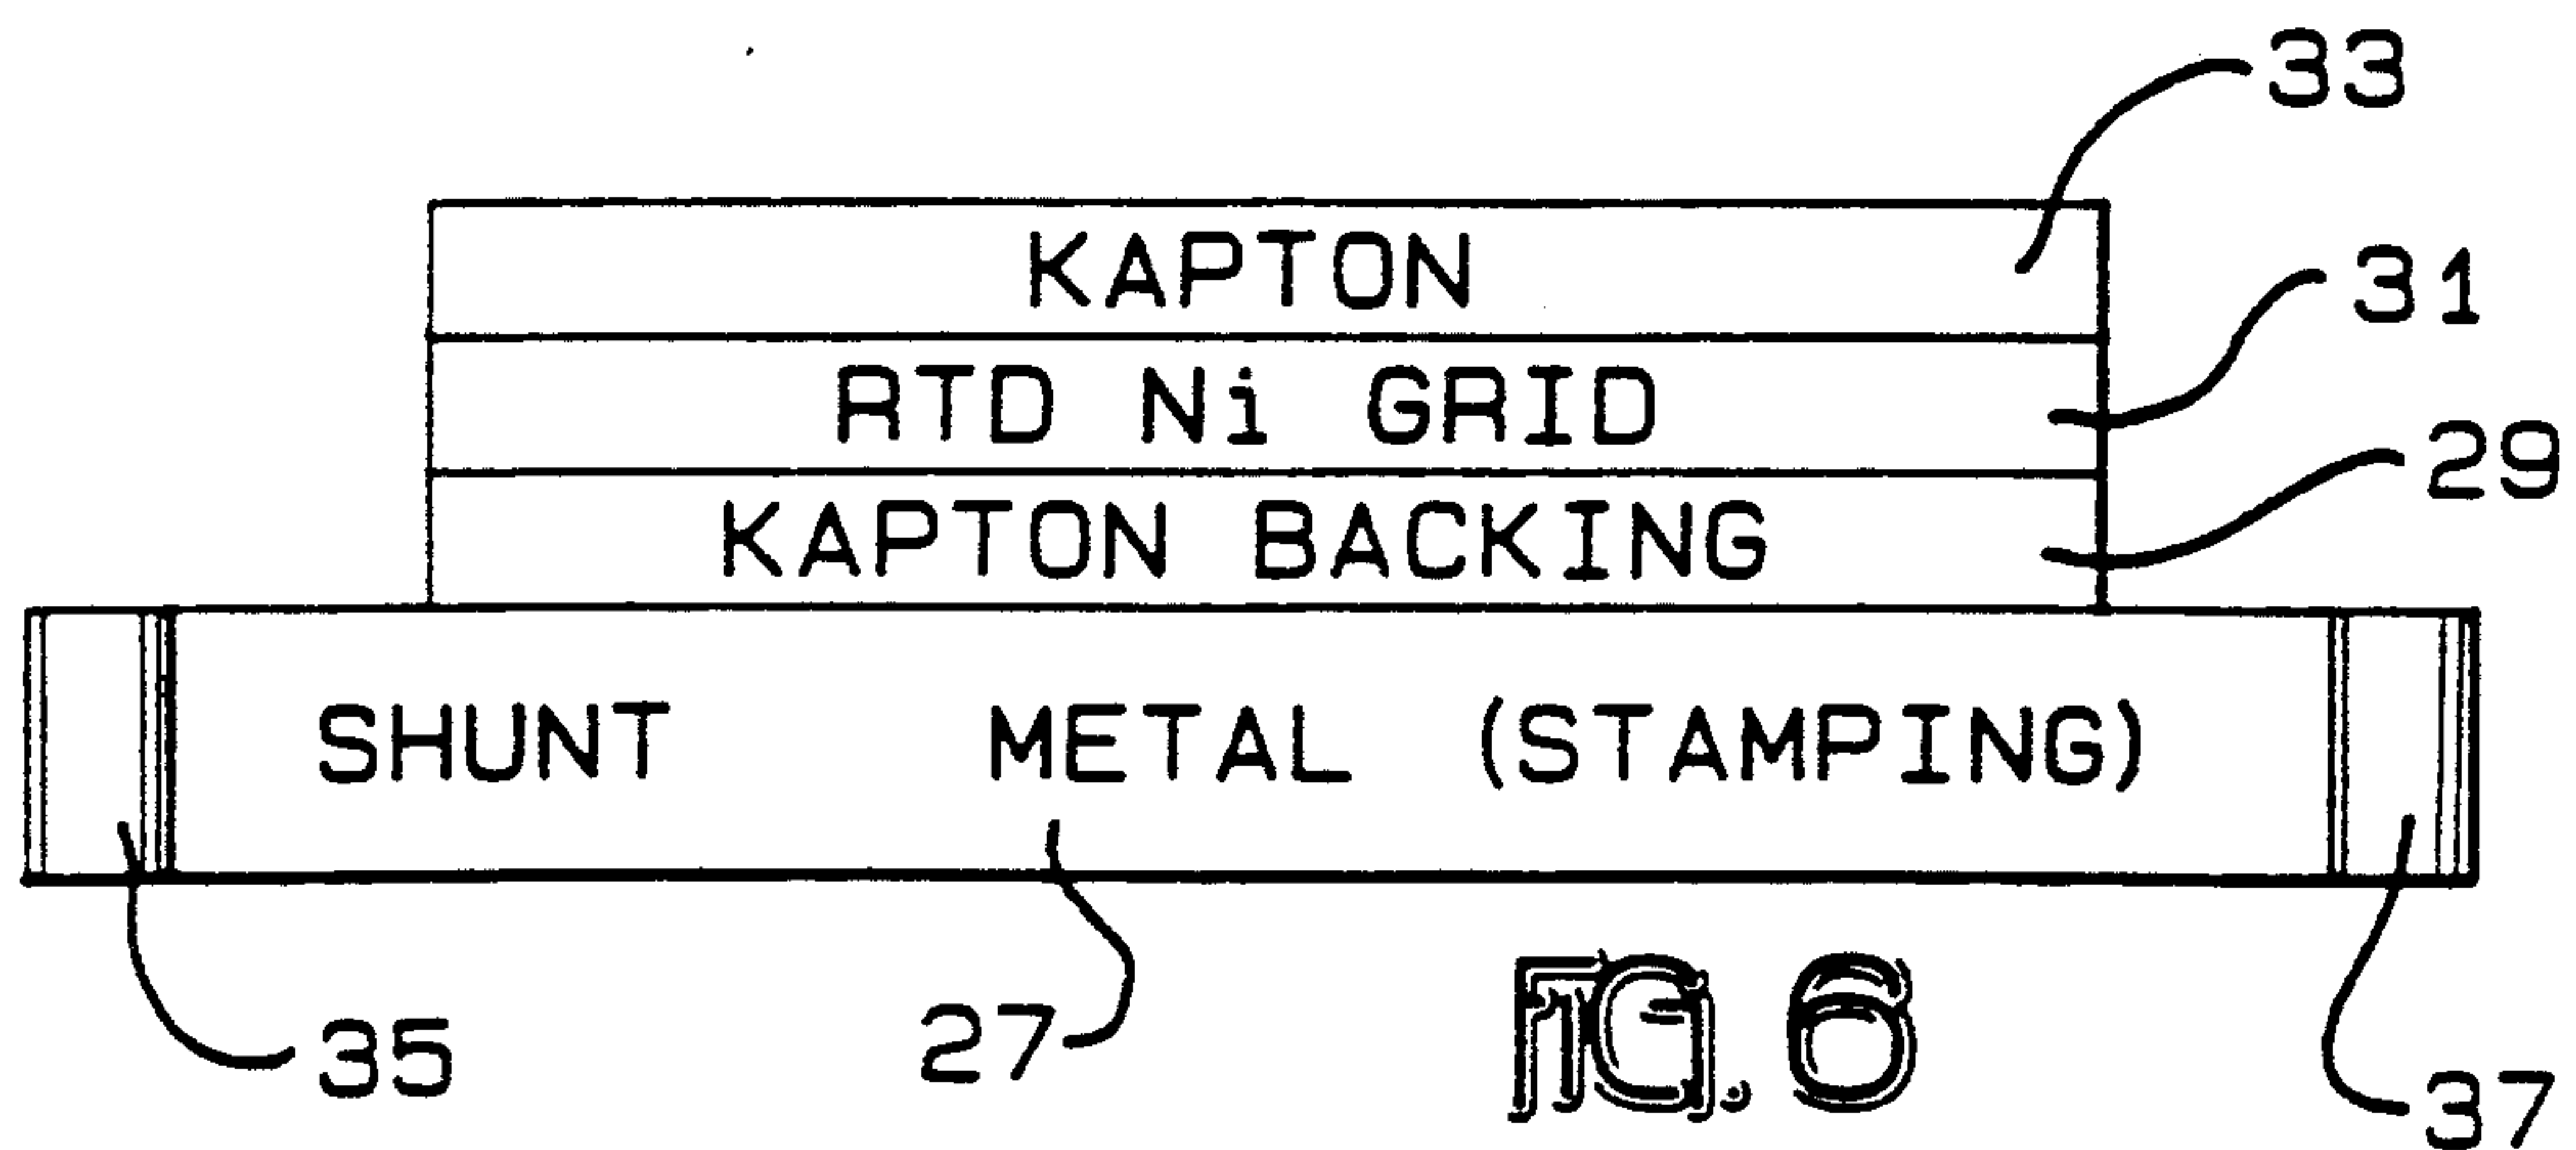 33
KAPTON
31
RTD Ni GRID
29
KAPTON BACKING
SHUNT METAL (STAMPING)
35
27
FIG. 6
37